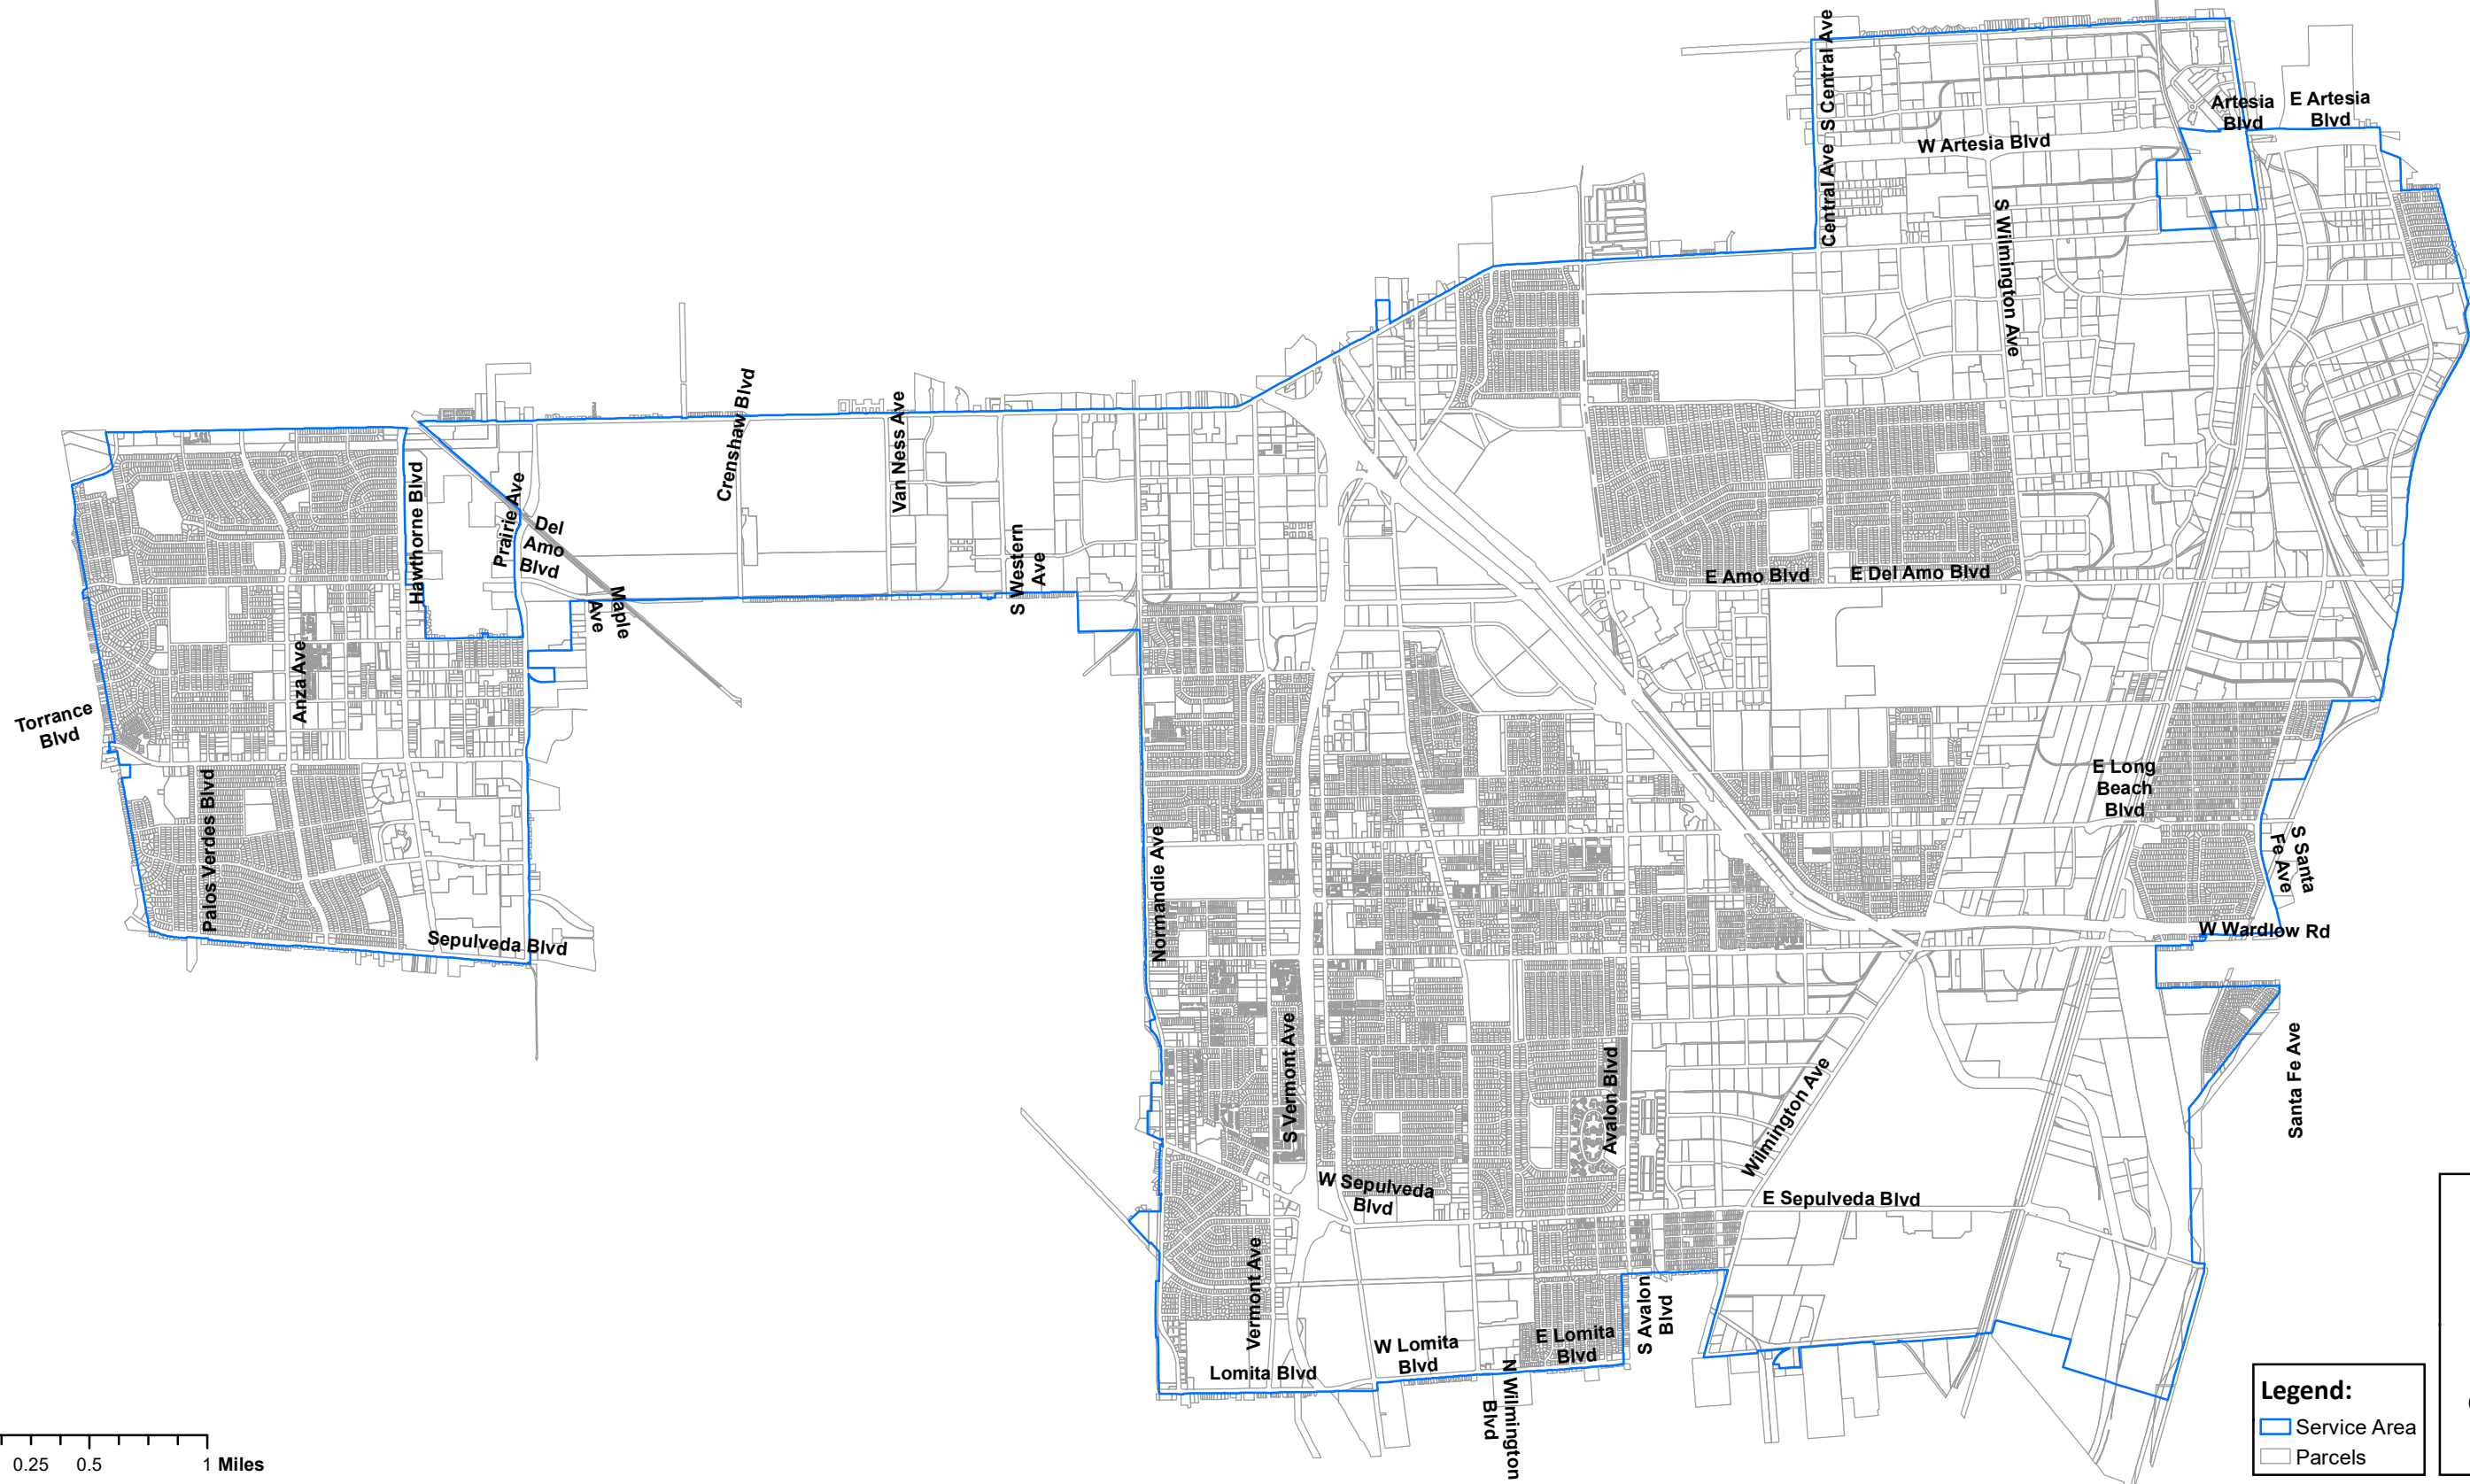 S Central Ave
Central Ave
Artesia
Blvd
E Artesia
Blvd
W Artesia Blvd
S Wilmington Ave
Crenshaw Blvd
Van Ness Ave
Hawthorne Blvd
Prairie Ave
Del
Amo
Blvd
Maple
Ave
S Western
Ave
E Amo Blvd
E Del Amo Blvd
Anza Ave
Torrance
Blvd
Palos Verdes Blvd
Sepulveda Blvd
Normandie Ave
E Long
Beach
Blvd
S Santa
Fe Ave
W Wardlow Rd
S Vermont Ave
Avalon Blvd
Wilmington Ave
Santa Fe Ave
W Sepulveda
Blvd
E Sepulveda Blvd
Vermont Ave
Lomita Blvd
W Lomita
Blvd
E Lomita
Blvd
S Avalon
Blvd
N Wilmington
Blvd
Legend:
Service Area
Parcels
0.25 0.5 1 Miles